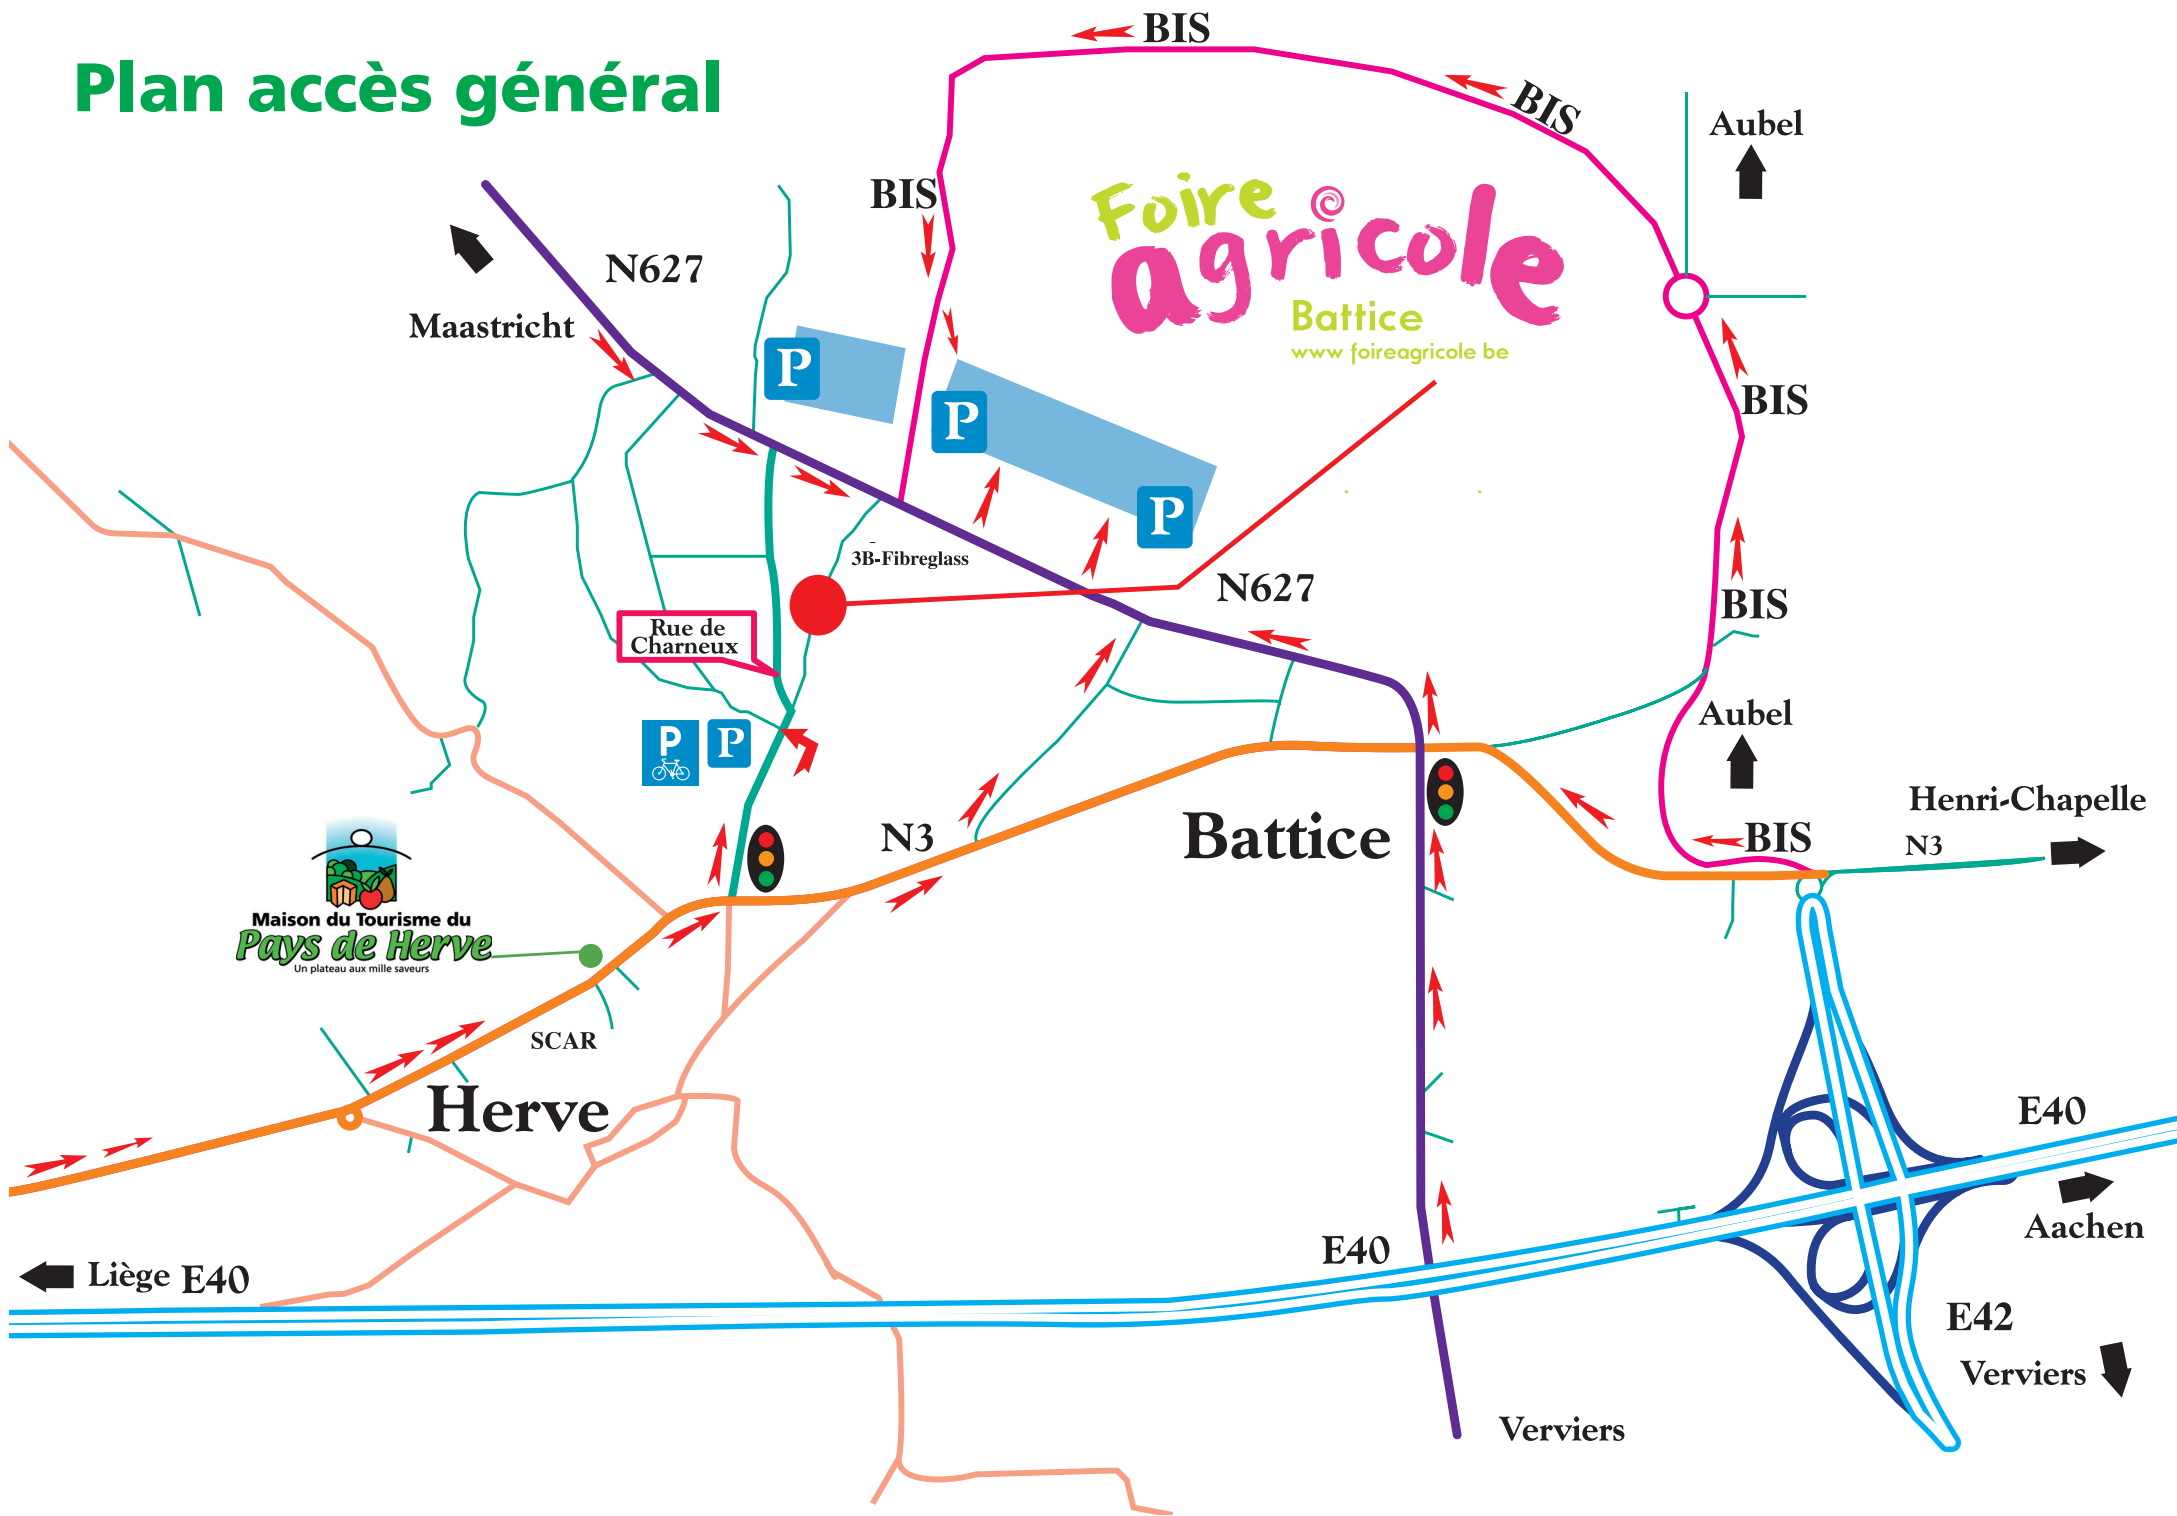 Plan accès général
BIS
BIS
Aubel
BIS
Foire
agricole
Battice
www foireagricole be
N627
Maastricht
P
P
P
BIS
3B-Fibreglass
N627
BIS
Rue de
Charneux
Aubel
P
P
Henri-Chapelle
N3
BIS
N3
Battice
Maison du Tourisme du
Pays de Herve
Un plateau aux mille saveurs
SCAR
Herve
E40
Aachen
E40
Liège E40
E42
Verviers
Verviers